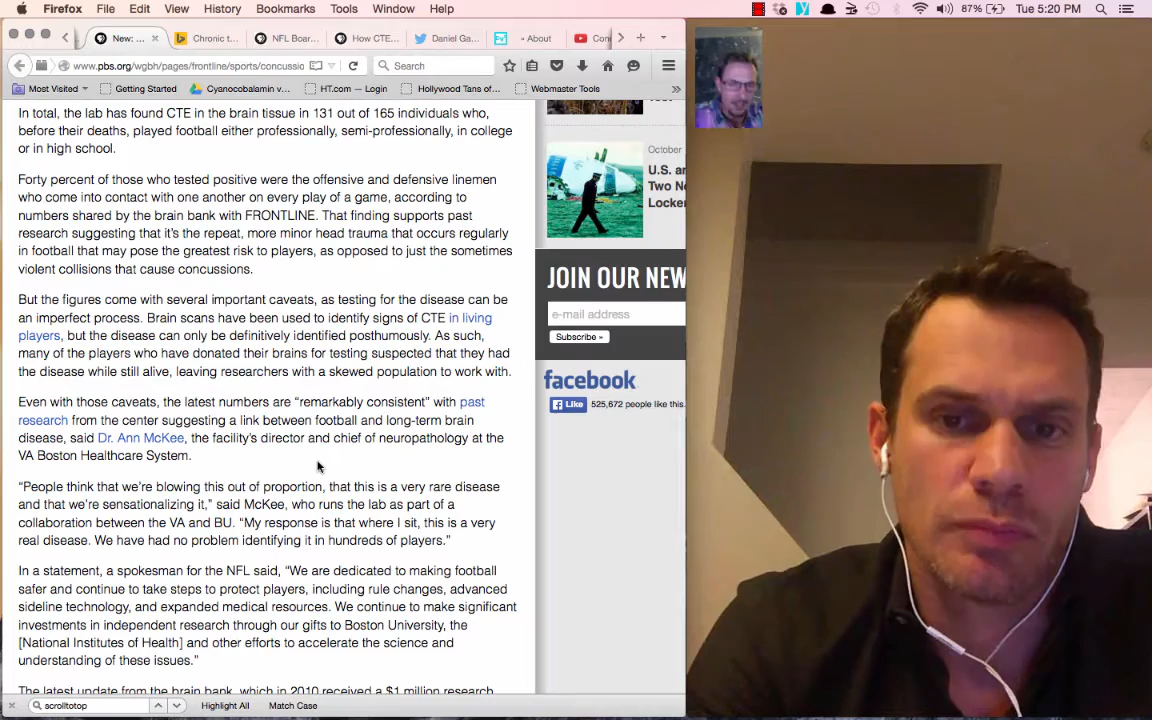 Firefox File Edit View History Bookmarks Tools Window Help 87% Tue 5:20 PM
New: ... Chronic t... NFL Boar... How CTE... Daniel Ga... - About Con
www.pbs.org/wgbh/pages/frontline/sports/concussio Search
Most Visited Getting Started Cyanocobalamin v... HT.com — Login Hollywood Tans of... Webmaster Tools
In total, the lab has found CTE in the brain tissue in 131 out of 165 individuals who,
before their deaths, played football either professionally, semi-professionally, in college
or in high school.
Forty percent of those who tested positive were the offensive and defensive linemen
who come into contact with one another on every play of a game, according to
numbers shared by the brain bank with FRONTLINE. That finding supports past
research suggesting that it's the repeat, more minor head trauma that occurs regularly
in football that may pose the greatest risk to players, as opposed to just the sometimes
violent collisions that cause concussions.
But the figures come with several important caveats, as testing for the disease can be
an imperfect process. Brain scans have been used to identify signs of CTE in living
players, but the disease can only be definitively identified posthumously. As such,
many of the players who have donated their brains for testing suspected that they had
the disease while still alive, leaving researchers with a skewed population to work with.
Even with those caveats, the latest numbers are “remarkably consistent” with past
research from the center suggesting a link between football and long-term brain
disease, said Dr. Ann McKee, the facility's director and chief of neuropathology at the
VA Boston Healthcare System.
“People think that we're blowing this out of proportion, that this is a very rare disease
and that we're sensationalizing it,” said McKee, who runs the lab as part of a
collaboration between the VA and BU. “My response is that where I sit, this is a very
real disease. We have had no problem identifying it in hundreds of players.”
In a statement, a spokesman for the NFL said, “We are dedicated to making football
safer and continue to take steps to protect players, including rule changes, advanced
sideline technology, and expanded medical resources. We continue to make significant
investments in independent research through our gifts to Boston University, the
[National Institutes of Health] and other efforts to accelerate the science and
understanding of these issues.”
The latest update from the brain bank, which in 2010 received a $1 million research
October
U.S. a
Two Ne
Locker
JOIN OUR NEW
e-mail address
Subscribe »
facebook
Like 525,672 people like this.
scrolltotop Highlight All Match Case